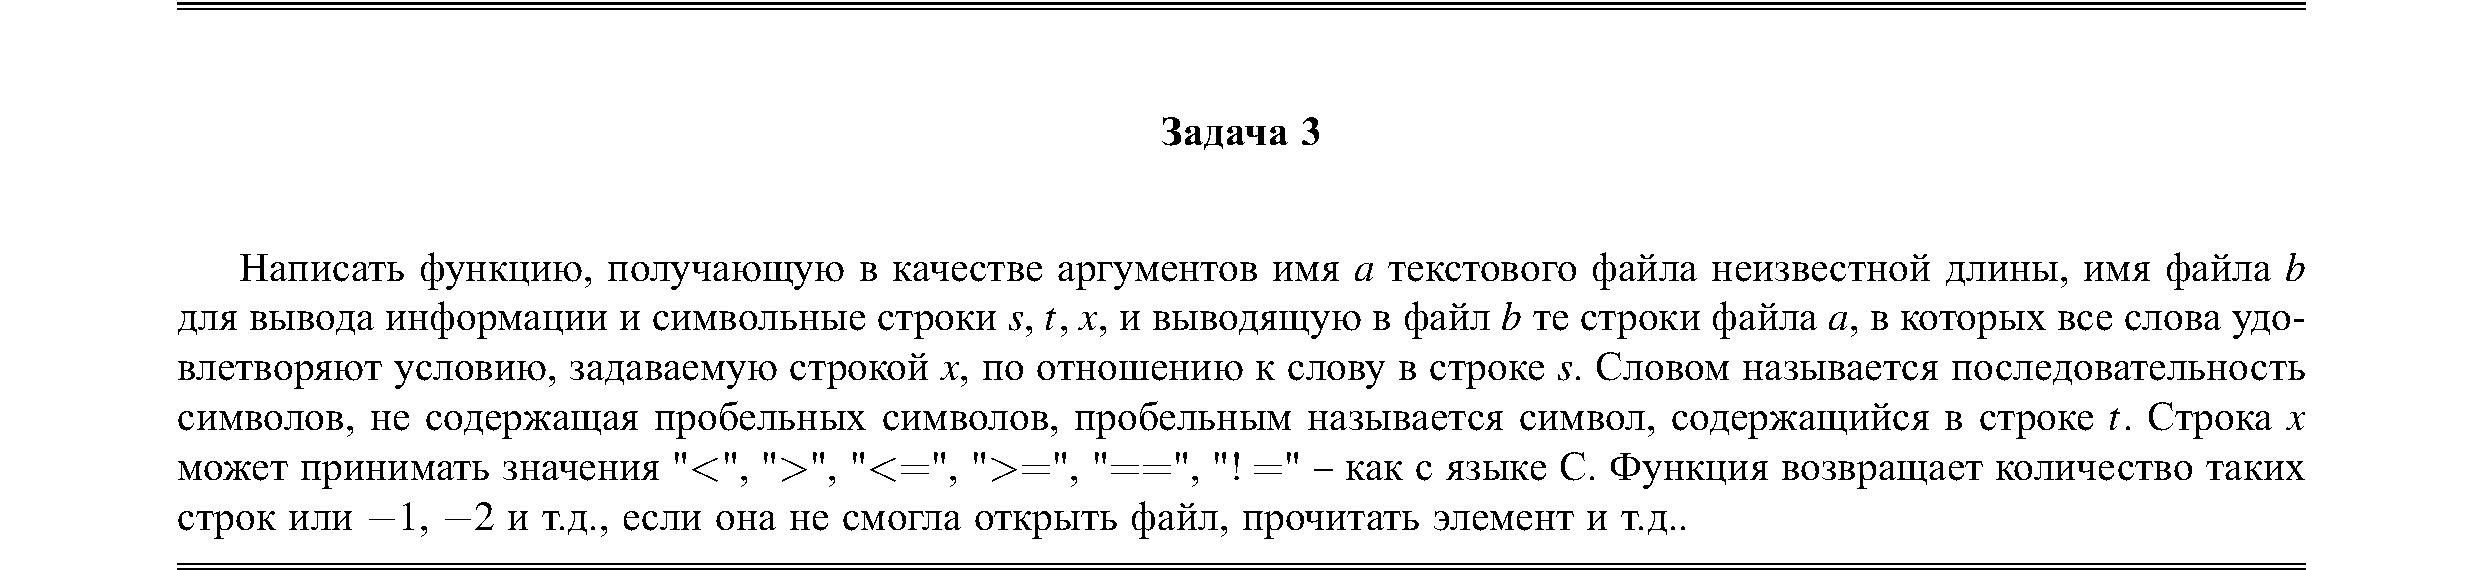 Задача 3
Написать функцию, получающую в качестве аргументов имя a текстового файла неизвестной длины, имя файла b
для вывода информации и символьные строки s, t, x, и выводящую в файл b те строки файла a, в которых все слова удо-
влетворяют условию, задаваемую строкой x, по отношению к слову в строке s. Словом называется последовательность
символов, не содержащая пробельных символов, пробельным называется символ, содержащийся в строке t. Строка x
может принимать значения "<", ">", "<=", ">=", "==", "! =" – как с языке C. Функция возвращает количество таких
строк или −1, −2 и т.д., если она не смогла открыть файл, прочитать элемент и т.д..